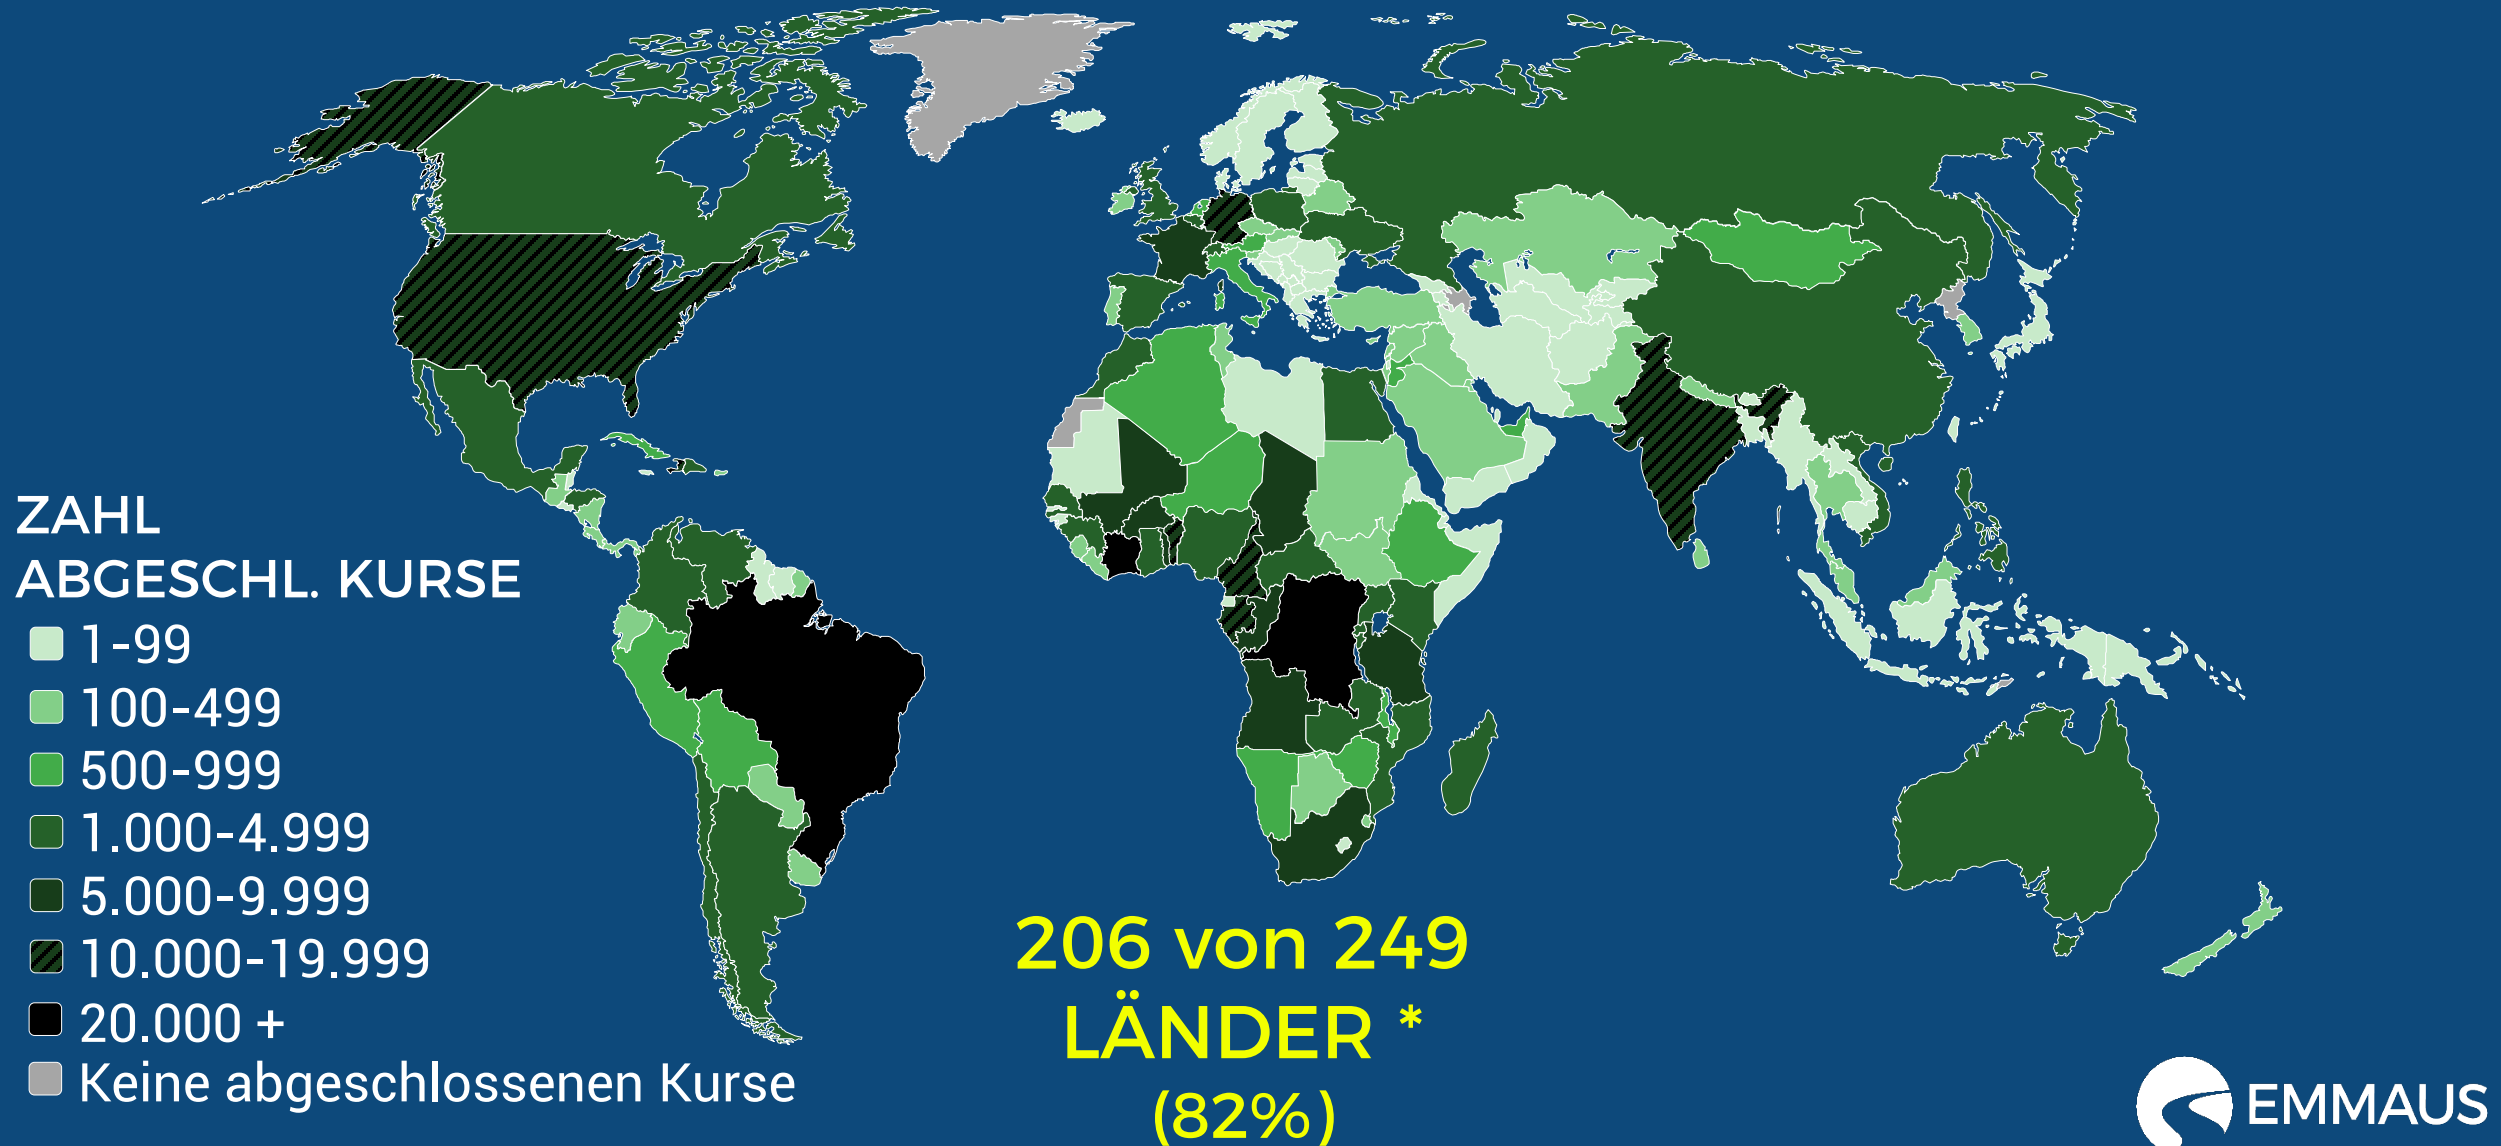 ZAHL
ABGESCHL. KURSE
1-99
100-499
500-999
1.000-4.999
5.000-9.999
10.000-19.999
20.000 +
Keine abgeschlossenen Kurse
206 von 249
LÄNDER *
(82%)
EMMAUS